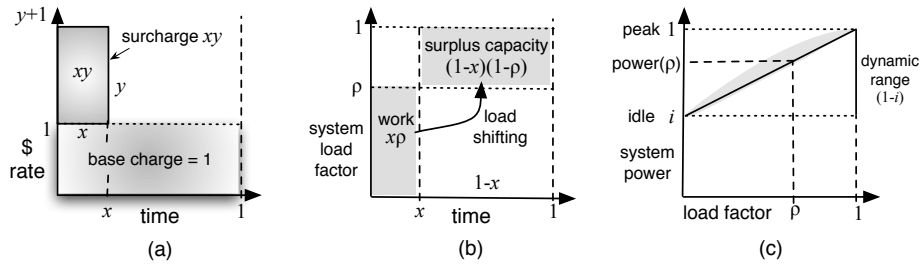 y+1
surcharge xy
xy
y
1
x
$
rate
base charge = 1
x
time
1
(a)
1
surplus capacity
(1-x)(1-ρ)
ρ
work
xρ
load
shifting
system
load
factor
1-x
x
time
1
(b)
peak 1
power(ρ)
dynamic
range
(1-i)
idle i
system
power
load factor
ρ
1
(c)